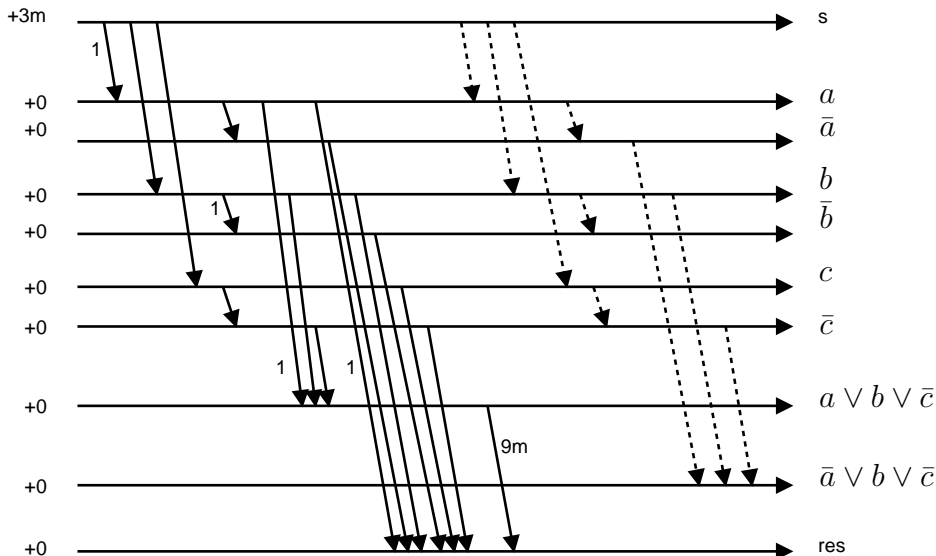 +3m s
1
+0 a
+0 ā
+0 b
1
+0 b̄
+0 c
+0 c̄
1 1
+0 a ∨ b ∨ c̄
9m
+0 ā ∨ b ∨ c̄
+0 res